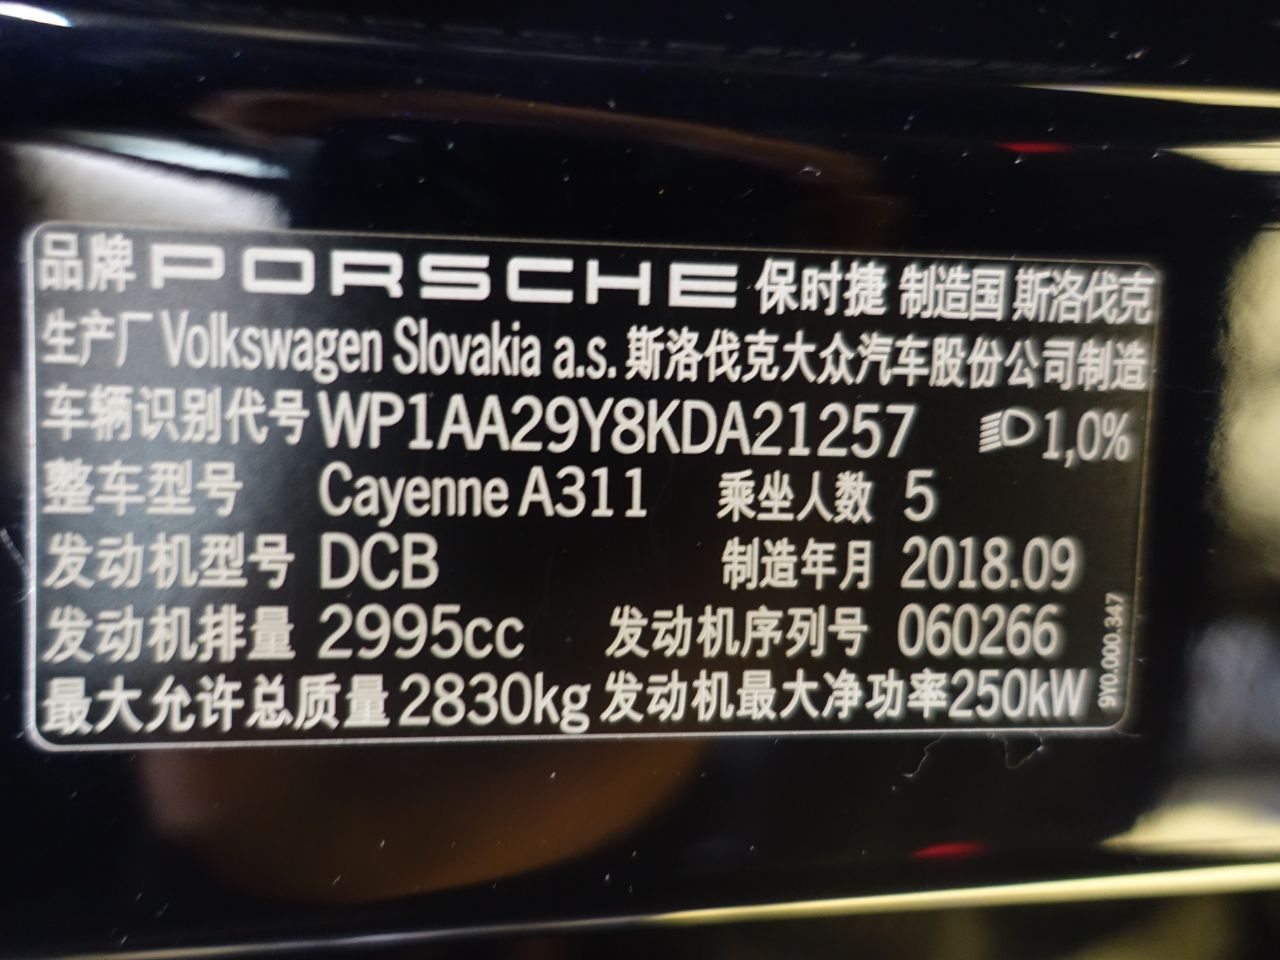 品牌 PORSCHE 保时捷 制造国 斯洛伐克
生产厂 Volkswagen Slovakia a.s. 斯洛伐克大众汽车股份公司制造
车辆识别代号 WP1AA29Y8KDA21257 1,0%
整车型号 Cayenne A311 乘坐人数 5
发动机型号 DCB 制造年月 2018.09
发动机排量 2995cc 发动机序列号 060266
最大允许总质量 2830kg 发动机最大净功率 250kW
9Y0.000.347